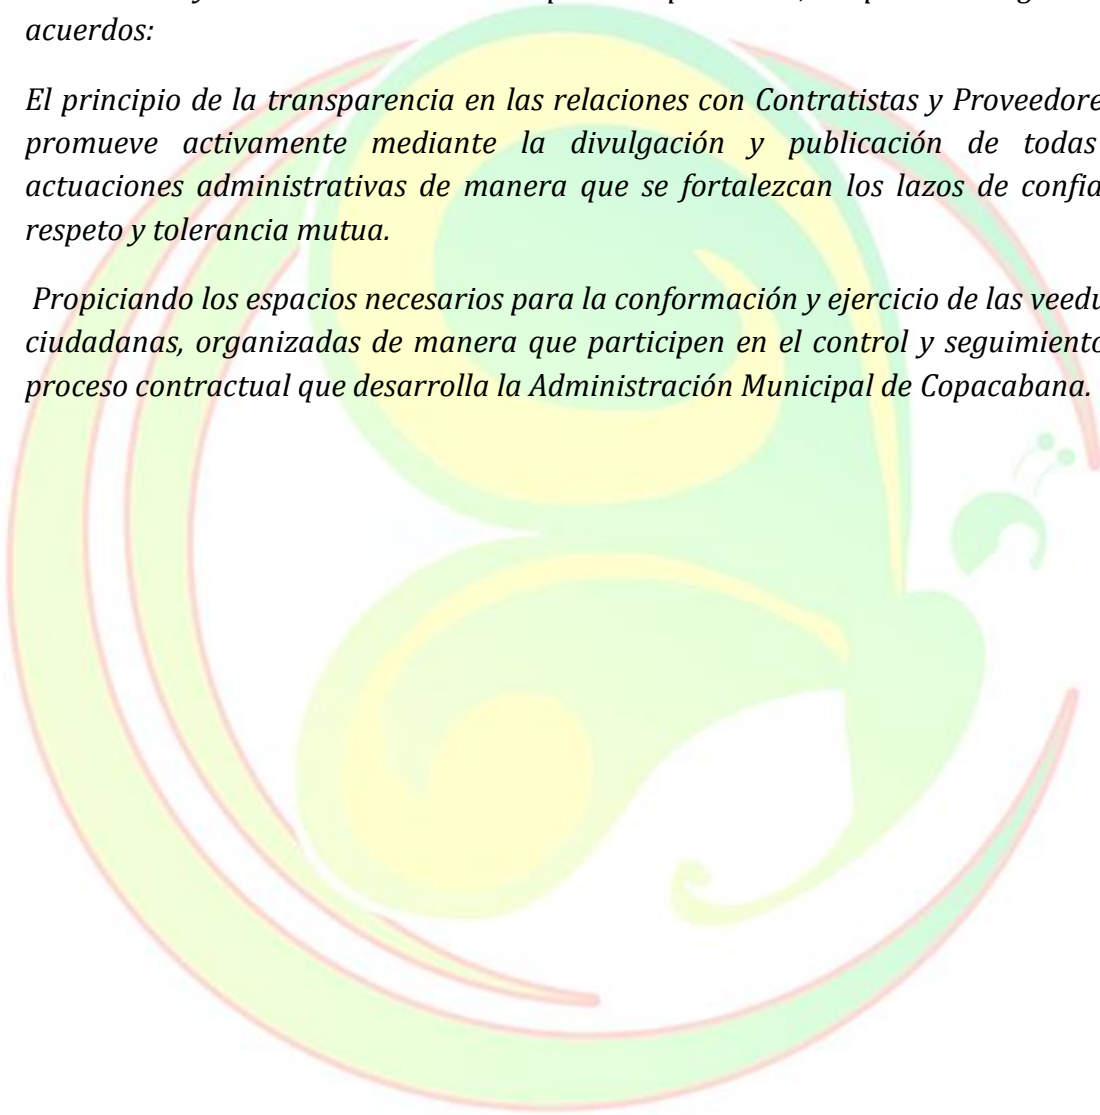 acuerdos:
El principio de la transparencia en las relaciones con Contratistas y Proveedore
promueve activamente mediante la divulgación y publicación de todas
actuaciones administrativas de manera que se fortalezcan los lazos de confia
respeto y tolerancia mutua.
Propiciando los espacios necesarios para la conformación y ejercicio de las veedu
ciudadanas, organizadas de manera que participen en el control y seguimiento
proceso contractual que desarrolla la Administración Municipal de Copacabana.